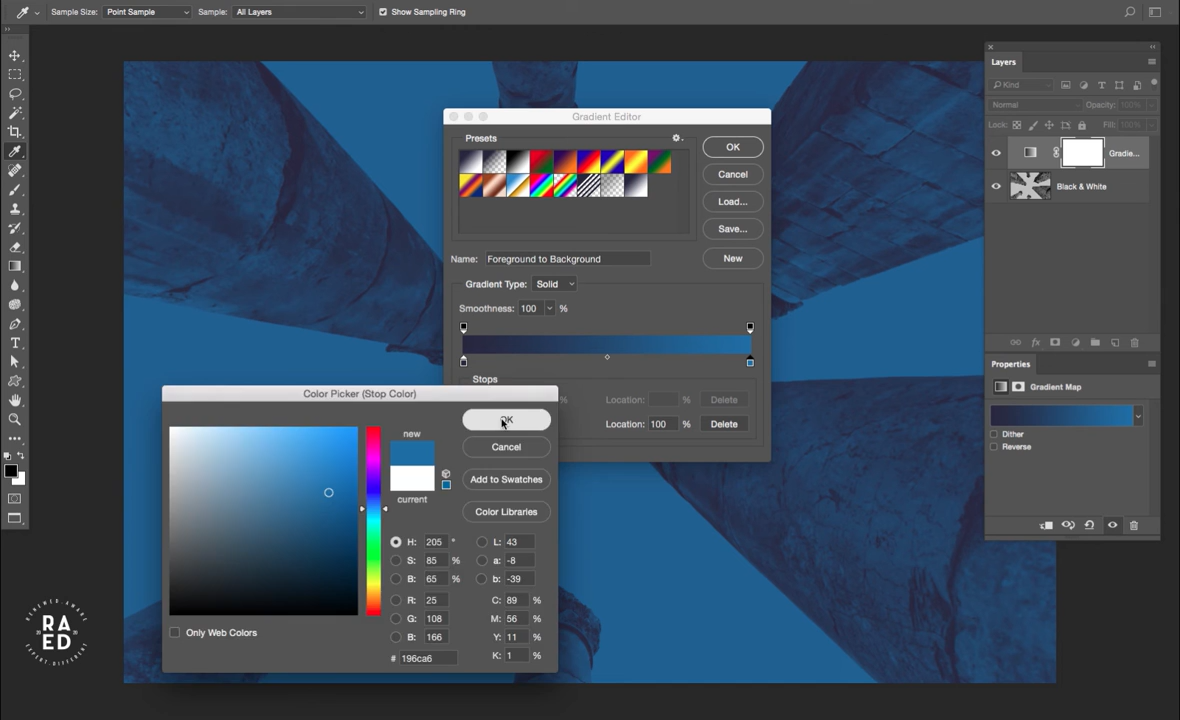 Sample Size: Point Sample Sample: All Layers Show Sampling Ring
Layers
Kind
Normal Opacity: 100%
Lock: Fill: 100%
Gradie...
Black & White
Properties
Gradient Map
Dither
Reverse
Gradient Editor
Presets
OK
Cancel
Load...
Save...
Name: Foreground to Background New
Gradient Type: Solid
Smoothness: 100 %
Stops
% Location: % Delete
Location: 100 % Delete
Color Picker (Stop Color)
new
current
OK
Cancel
Add to Swatches
Color Libraries
H: 205 ° L: 43
S: 85 % a: -8
B: 65 % b: -39
R: 25 C: 89 %
G: 108 M: 56 %
B: 166 Y: 11 %
# 196ca6 K: 1 %
Only Web Colors
RA
ED